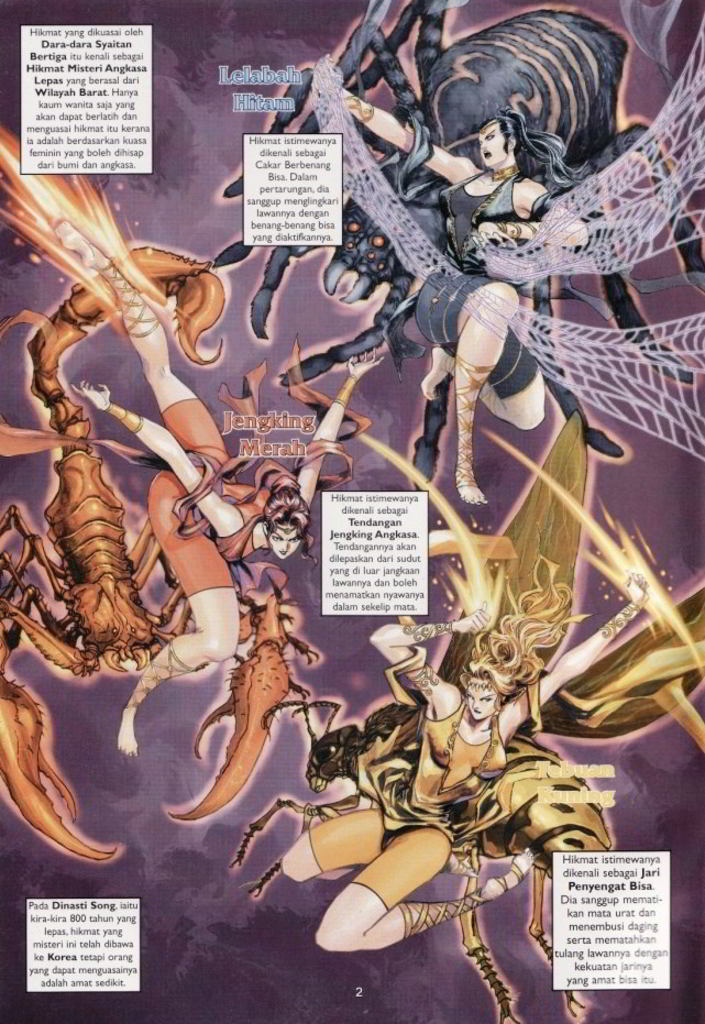 Hikmat yang dikuasai oleh
Dara-dara Syaitan
Bertiga itu kenali sebagai
Hikmat Misteri Angkasa
Lepas yang berasal dari
Wilayah Barat. Hanya
kaum wanita saja yang
akan dapat berlatih dan
menguasai hikmat itu kerana
ia adalah berdasarkan kuasa
feminin yang boleh dihisap
dari bumi dan angkasa.
Lelabah
Hitam
Hikmat istimewanya
dikenali sebagai
Cakar Berbenang
Bisa. Dalam
pertarungan, dia
sanggup menglingkari
lawannya dengan
benang-benang bisa
yang diaktifkannya.
Jengking
Merah
Hikmat istimewanya
dikenali sebagai
Tendangan
Jengking Angkasa.
Tendangannya akan
dilepaskan dari sudut
yang di luar jangkaan
lawannya dan boleh
menamatkan nyawanya
dalam sekelip mata.
Tebuan
Kuning
Hikmat istimewanya
dikenali sebagai Jari
Penyengat Bisa.
Dia sanggup memati-
kan mata urat dan
menembusi daging
serta mematahkan
tulang lawannya dengan
kekuatan jarinya
yang amat bisa itu.
Pada Dinasti Song, iaitu
kira-kira 800 tahun yang
lepas, hikmat yang
misteri ini telah dibawa
ke Korea tetapi orang
yang dapat menguasainya
adalah amat sedikit.
2